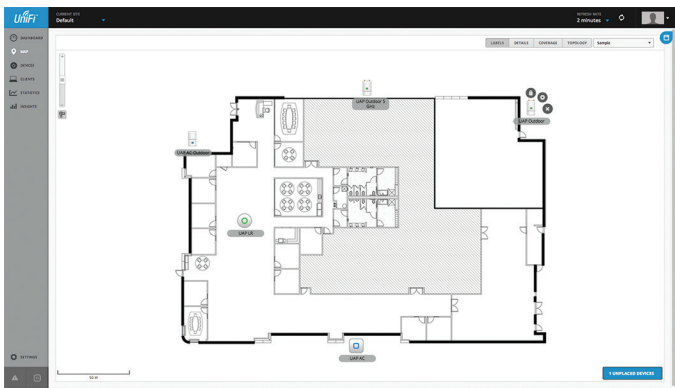 UniFi
CURRENT SITE
Default
REFRESH RATE
2 minutes
DASHBOARD
MAP
DEVICES
CLIENTS
STATISTICS
INSIGHTS
SETTINGS
LABELS DETAILS COVERAGE TOPOLOGY Sample
UAP Outdoor 5
GHz
UAP Outdoor
UAP AC Outdoor
UAP LR
UAP AC
50 m
1 UNPLACED DEVICES